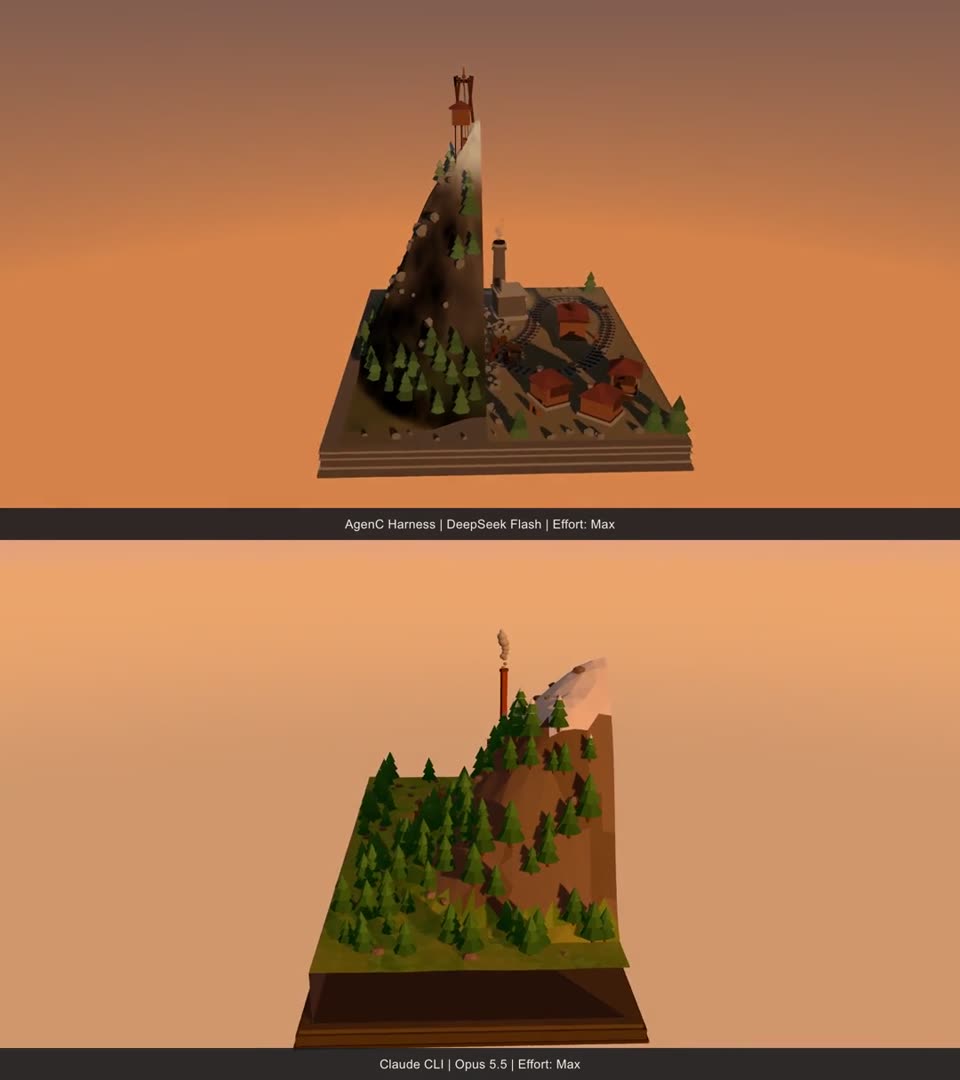 AgenC Harness | DeepSeek Flash | Effort: Max
Claude CLI | Opus 5.5 | Effort: Max